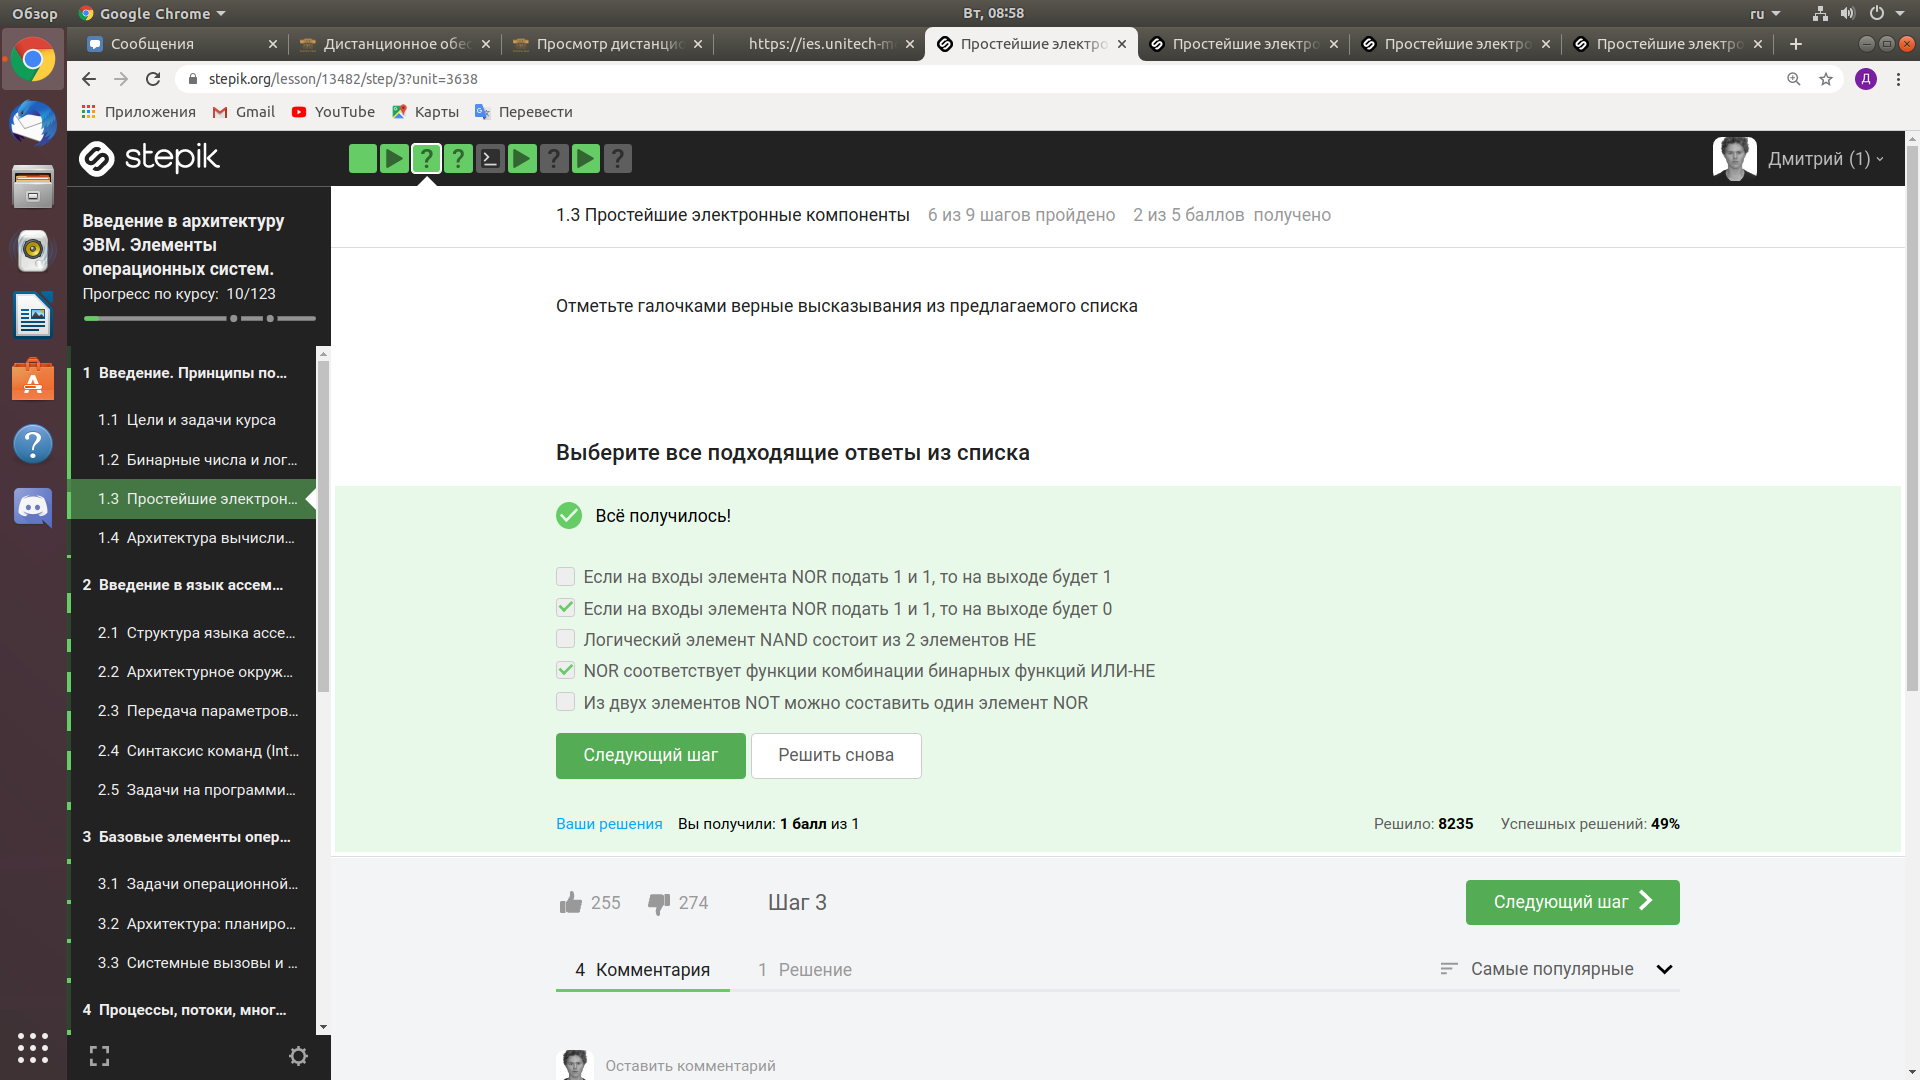 Обзор
Google Chrome
Вт, 08:58
ru
Сообщения
Дистанционное обес
Просмотр дистанцис
https://ies.unitech-m
Простейшие электро
Простейшие электро
Простейшие электро
Простейшие электро
stepik.org/lesson/13482/step/3?unit=3638
Д
Приложения
Gmail
YouTube
Карты
Перевести
stepik
Дмитрий (1)
Введение в архитектуру
ЭВМ. Элементы
операционных систем.
Прогресс по курсу: 10/123
1 Введение. Принципы по...
1.1 Цели и задачи курса
1.2 Бинарные числа и лог...
1.3 Простейшие электрон...
1.4 Архитектура вычисли...
2 Введение в язык ассем...
2.1 Структура языка ассе...
2.2 Архитектурное окруж...
2.3 Передача параметров...
2.4 Синтаксис команд (Int...
2.5 Задачи на программи...
3 Базовые элементы опер...
3.1 Задачи операционной...
3.2 Архитектура: планиро...
3.3 Системные вызовы и ...
4 Процессы, потоки, мног...
1.3 Простейшие электронные компоненты 6 из 9 шагов пройдено 2 из 5 баллов получено
Отметьте галочками верные высказывания из предлагаемого списка
Выберите все подходящие ответы из списка
Всё получилось!
Если на входы элемента NOR подать 1 и 1, то на выходе будет 1
Если на входы элемента NOR подать 1 и 1, то на выходе будет 0
Логический элемент NAND состоит из 2 элементов НЕ
NOR соответствует функции комбинации бинарных функций ИЛИ-НЕ
Из двух элементов NOT можно составить один элемент NOR
Следующий шаг
Решить снова
Ваши решения Вы получили: 1 балл из 1
Решило: 8235 Успешных решений: 49%
255
274
Шаг 3
Следующий шаг
4 Комментария
1 Решение
Самые популярные
Оставить комментарий